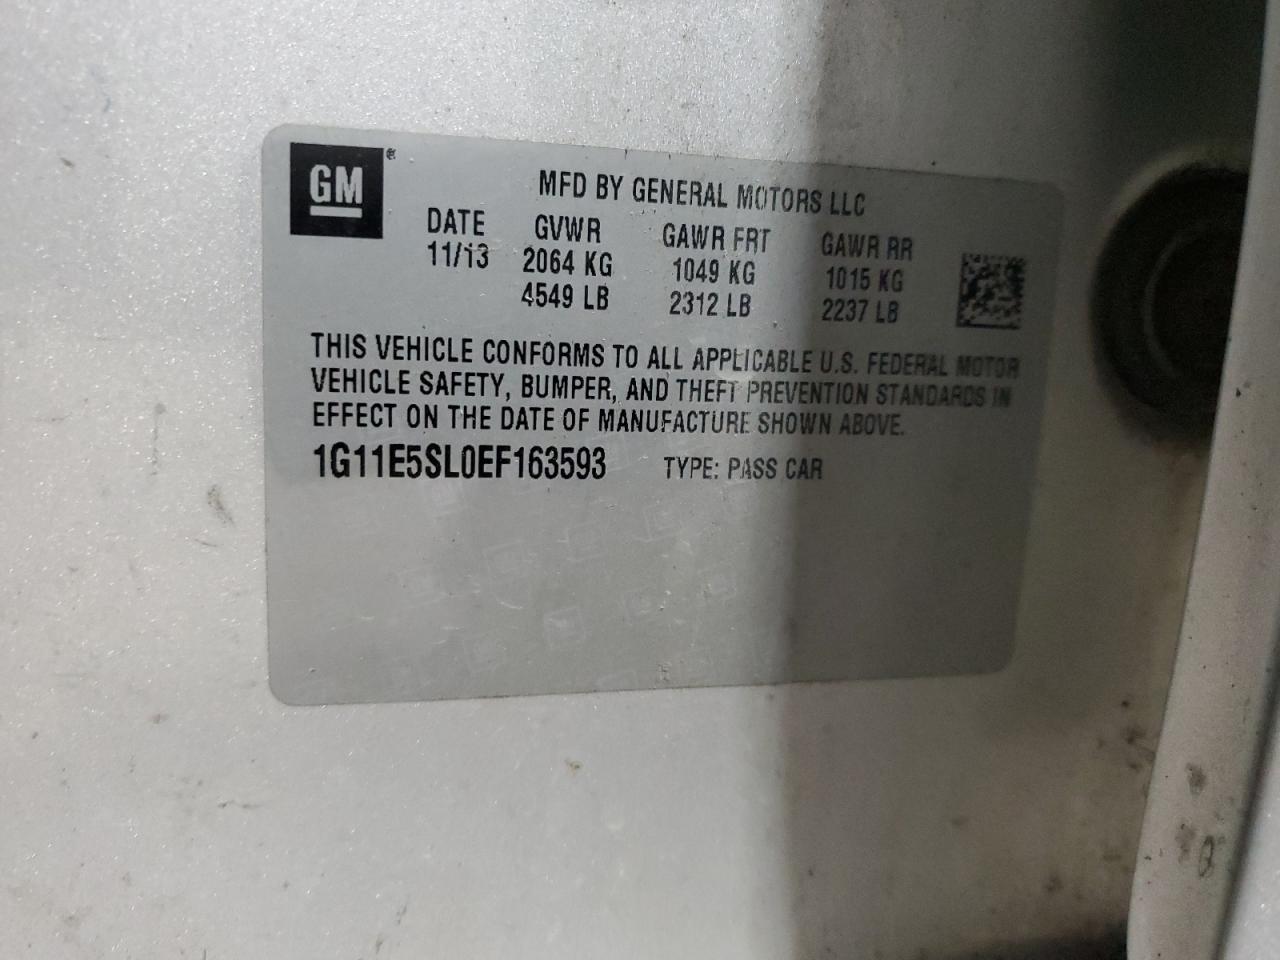 GM®
MFD BY GENERAL MOTORS LLC
DATE GVWR GAWR FRT GAWR RR
11/13 2064 KG 1049 KG 1015 KG
4549 LB 2312 LB 2237 LB
THIS VEHICLE CONFORMS TO ALL APPLICABLE U.S. FEDERAL MOTOR
VEHICLE SAFETY, BUMPER, AND THEFT PREVENTION STANDARDS IN
EFFECT ON THE DATE OF MANUFACTURE SHOWN ABOVE.
1G11E5SL0EF163593 TYPE: PASS CAR